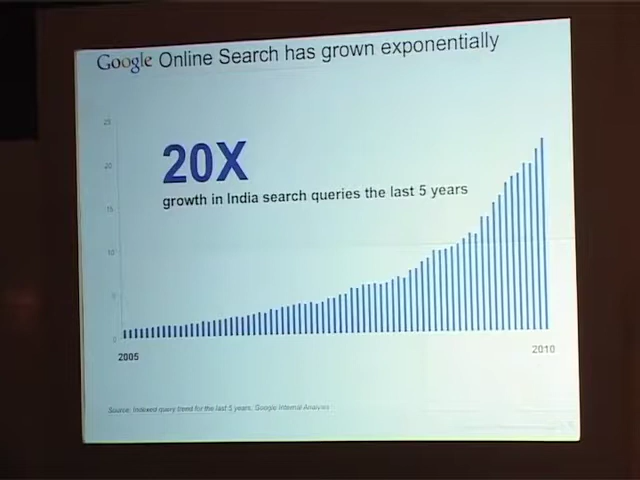 Google Online Search has grown exponentially
25
20X
growth in India search queries the last 5 years
20
15
10
5
0
2005
2010
Source: Indexed query trend for the last 5 years, Google Internal Analysis